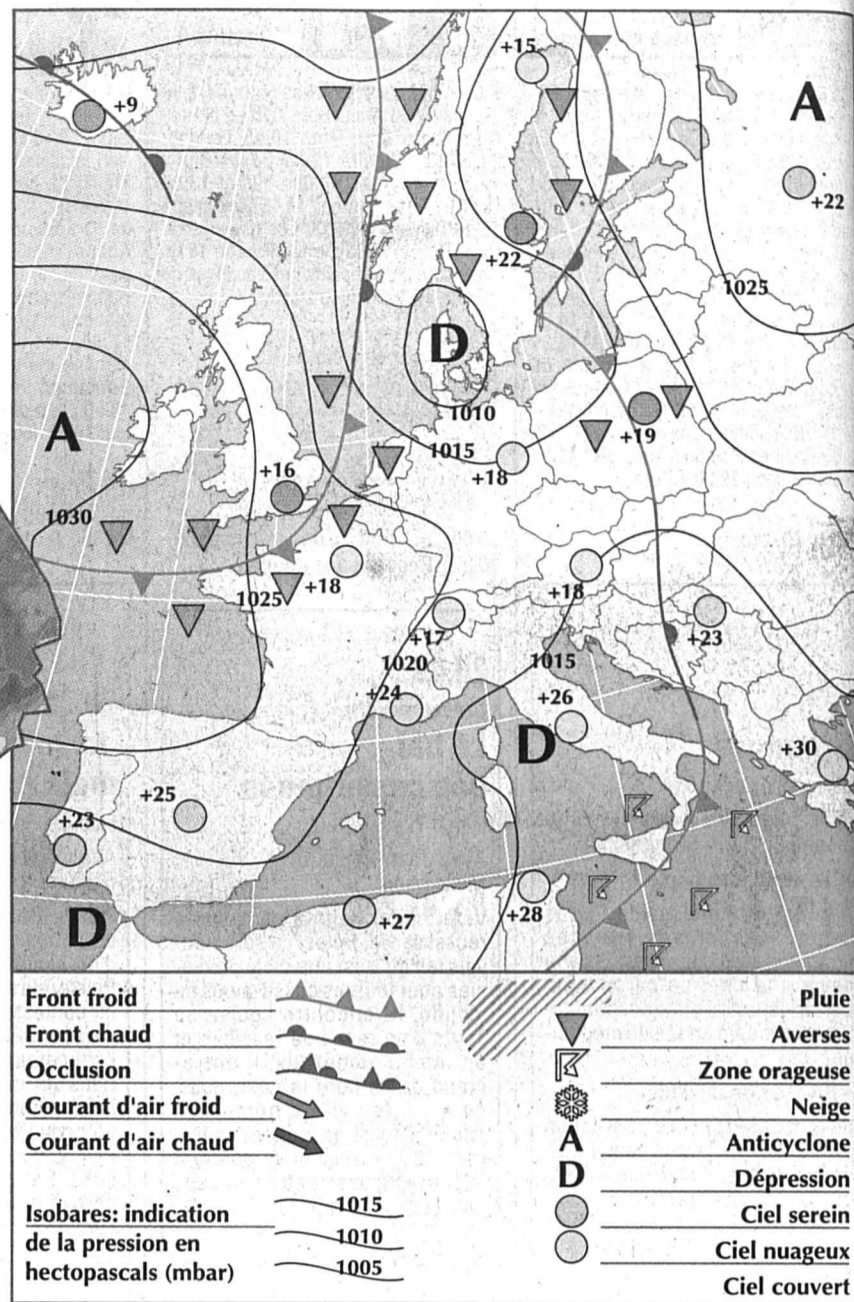 +15
+9
A
+22
+22
1025
D
1010
A
1015
+19
+16
+18
1030
1025
+18
+18
+17
+23
1020
1015
+24
+26
D
+30
+25
+23
D
+27
+28
Front froid
Front chaud
Occlusion
Courant d'air froid
Courant d'air chaud
Isobares: indication
de la pression en
hectopascals (mbar)
1015
1010
1005
Pluie
Averses
Zone orageuse
Neige
A Anticyclone
D Dépression
Ciel serein
Ciel nuageux
Ciel couvert